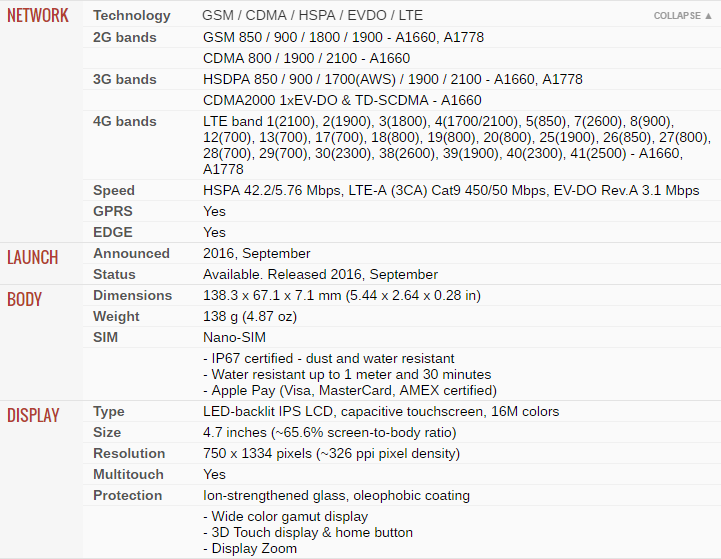 NETWORK Technology GSM / CDMA / HSPA / EVDO / LTE COLLAPSE ▲
2G bands GSM 850 / 900 / 1800 / 1900 - A1660, A1778
CDMA 800 / 1900 / 2100 - A1660
3G bands HSDPA 850 / 900 / 1700(AWS) / 1900 / 2100 - A1660, A1778
CDMA2000 1xEV-DO & TD-SCDMA - A1660
4G bands LTE band 1(2100), 2(1900), 3(1800), 4(1700/2100), 5(850), 7(2600), 8(900),
12(700), 13(700), 17(700), 18(800), 19(800), 20(800), 25(1900), 26(850), 27(800),
28(700), 29(700), 30(2300), 38(2600), 39(1900), 40(2300), 41(2500) - A1660,
A1778
Speed HSPA 42.2/5.76 Mbps, LTE-A (3CA) Cat9 450/50 Mbps, EV-DO Rev.A 3.1 Mbps
GPRS Yes
EDGE Yes
LAUNCH Announced 2016, September
Status Available. Released 2016, September
BODY Dimensions 138.3 x 67.1 x 7.1 mm (5.44 x 2.64 x 0.28 in)
Weight 138 g (4.87 oz)
SIM Nano-SIM
- IP67 certified - dust and water resistant
- Water resistant up to 1 meter and 30 minutes
- Apple Pay (Visa, MasterCard, AMEX certified)
DISPLAY Type LED-backlit IPS LCD, capacitive touchscreen, 16M colors
Size 4.7 inches (~65.6% screen-to-body ratio)
Resolution 750 x 1334 pixels (~326 ppi pixel density)
Multitouch Yes
Protection Ion-strengthened glass, oleophobic coating
- Wide color gamut display
- 3D Touch display & home button
- Display Zoom